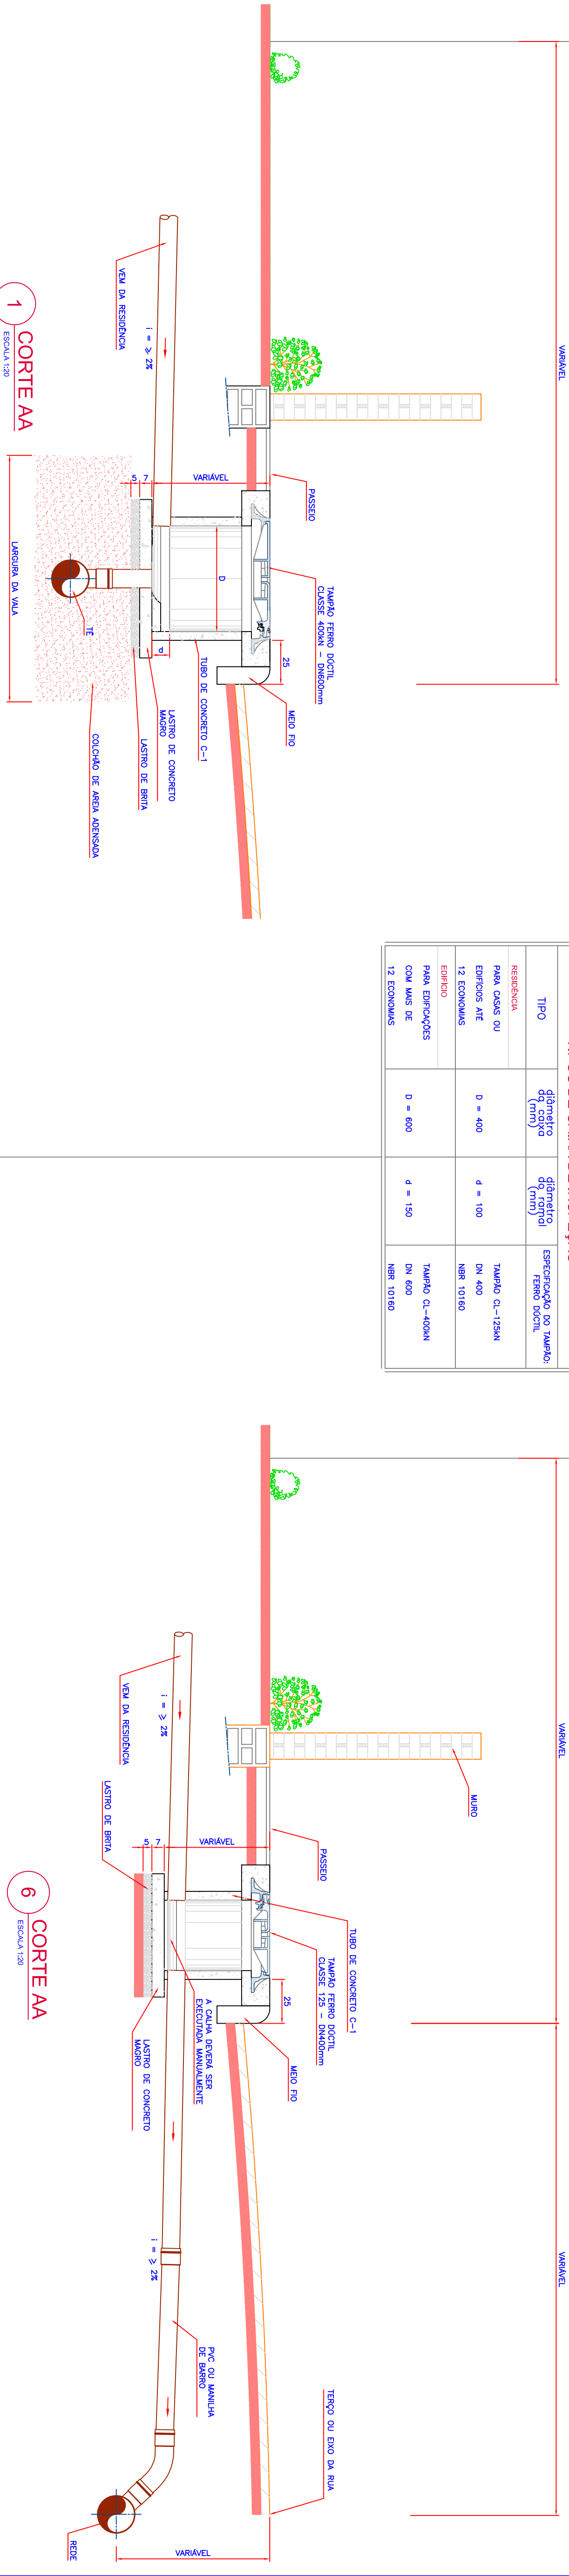 VARIÁVEL
PASSEIO
TAMPÃO FERRO DÚCTIL
CLASSE 400kN - DN600mm
25
MEIO FIO
VARIÁVEL
D
7
5
d
i = ⩾ 2%
VEM DA RESIDÊNCIA
TUBO DE CONCRETO C-1
LASTRO DE CONCRETO
MAGRO
LASTRO DE BRITA
COLCHÃO DE AREIA ADENSADA
TÊ
LARGURA DA VALA
1
CORTE AA
ESCALA 1:20
TIPO
diâmetro
da caixa
(mm)
diâmetro
do ramal
(mm)
ESPECIFICAÇÃO DO TAMPÃO:
FERRO DÚCTIL
RESIDÊNCIA
PARA CASAS OU
EDIFÍCIOS ATÉ
12 ECONOMIAS
D = 400
d = 100
TAMPÃO CL-125kN
DN 400
NBR 10160
EDIFÍCIO
PARA EDIFICAÇÕES
COM MAIS DE
12 ECONOMIAS
D = 600
d = 150
TAMPÃO CL-400kN
DN 600
NBR 10160
VARIÁVEL
VARIÁVEL
MURO
PASSEIO
TUBO DE CONCRETO C-1
TAMPÃO FERRO DÚCTIL
CLASSE 125 - DN400mm
25
MEIO FIO
TERÇO OU EIXO DA RUA
VARIÁVEL
7
5
i = ⩾ 2%
VEM DA RESIDÊNCIA
LASTRO DE BRITA
A CALHA DEVERÁ SER
EXECUTADA MANUALMENTE
LASTRO DE CONCRETO
MAGRO
i = ⩾ 2%
PVC OU MANILHA
DE BARRO
VARIÁVEL
REDE
6
CORTE AA
ESCALA 1:20